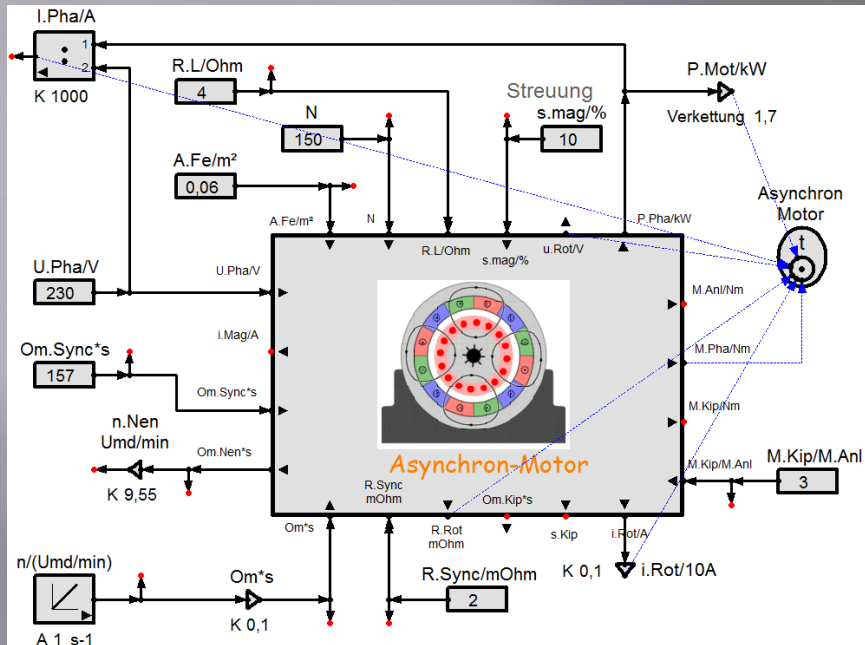 I.Pha/A
1
2
K 1000
R.L/Ohm
4
N
150
A.Fe/m²
0,06
Streuung
s.mag/%
10
P.Mot/kW
Verkettung 1,7
Asynchron
Motor
t
A.Fe/m²
N
R.L/Ohm
s.mag/%
u.Rot/V
P.Pha/kW
U.Pha/V
230
U.Pha/V
i.Mag/A
Om.Sync*s
157
Om.Sync*s
n.Nen
Umd/min
K 9,55
Om.Nen*s
M.Anl/Nm
M.Pha/Nm
M.Kip/Nm
M.Kip/M.Anl
M.Kip/M.Anl
3
Asynchron-Motor
R.Sync
mOhm
Om*s
R.Rot
mOhm
Om.Kip*s
s.Kip
i.Rot/A
K 0,1
i.Rot/10A
n/(Umd/min)
A 1 s-1
Om*s
K 0,1
R.Sync/mOhm
2